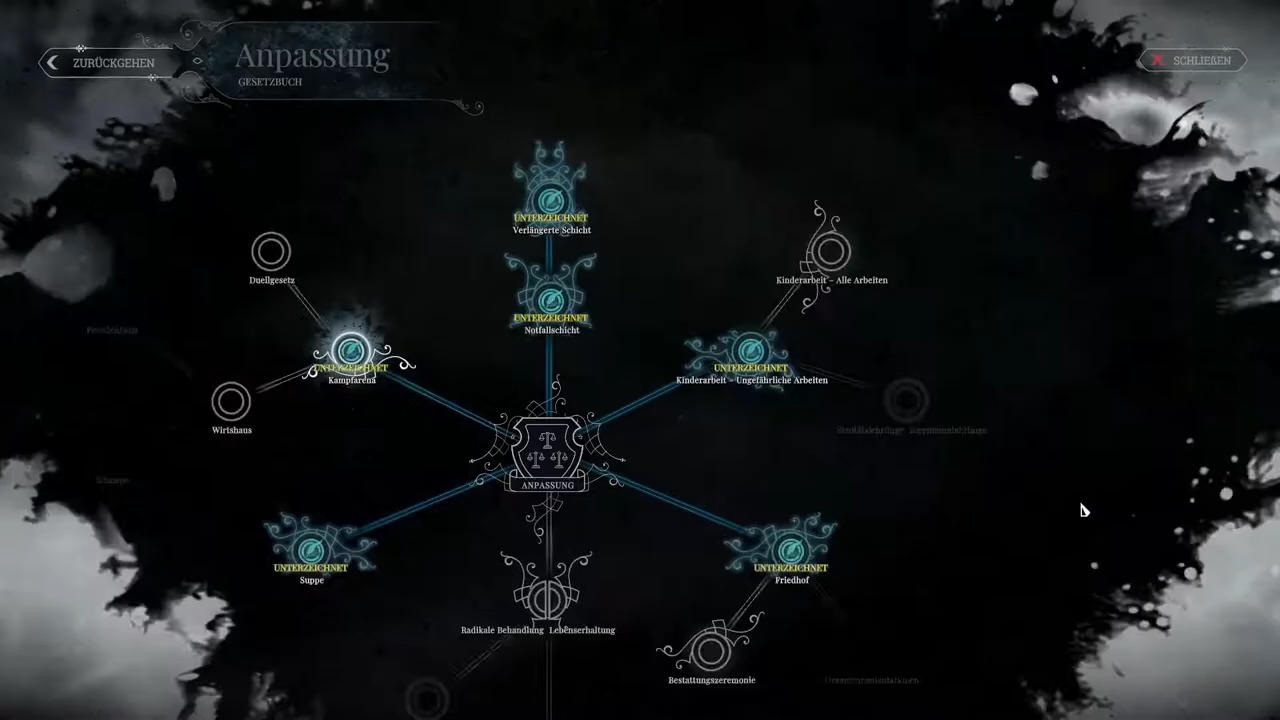 ZURÜCKGEHEN
Anpassung
GESETZBUCH
SCHLIEẞEN
UNTERZEICHNET
Verlängerte Schicht
Duellgesetz
Kinderarbeit - Alle Arbeiten
UNTERZEICHNET
Notfallschicht
UNTERZEICHNET
Kampfarena
UNTERZEICHNET
Kinderarbeit - Ungefährliche Arbeiten
Wirtshaus
ANPASSUNG
UNTERZEICHNET
Suppe
UNTERZEICHNET
Friedhof
Radikale Behandlung
Lebenserhaltung
Bestattungszeremonie